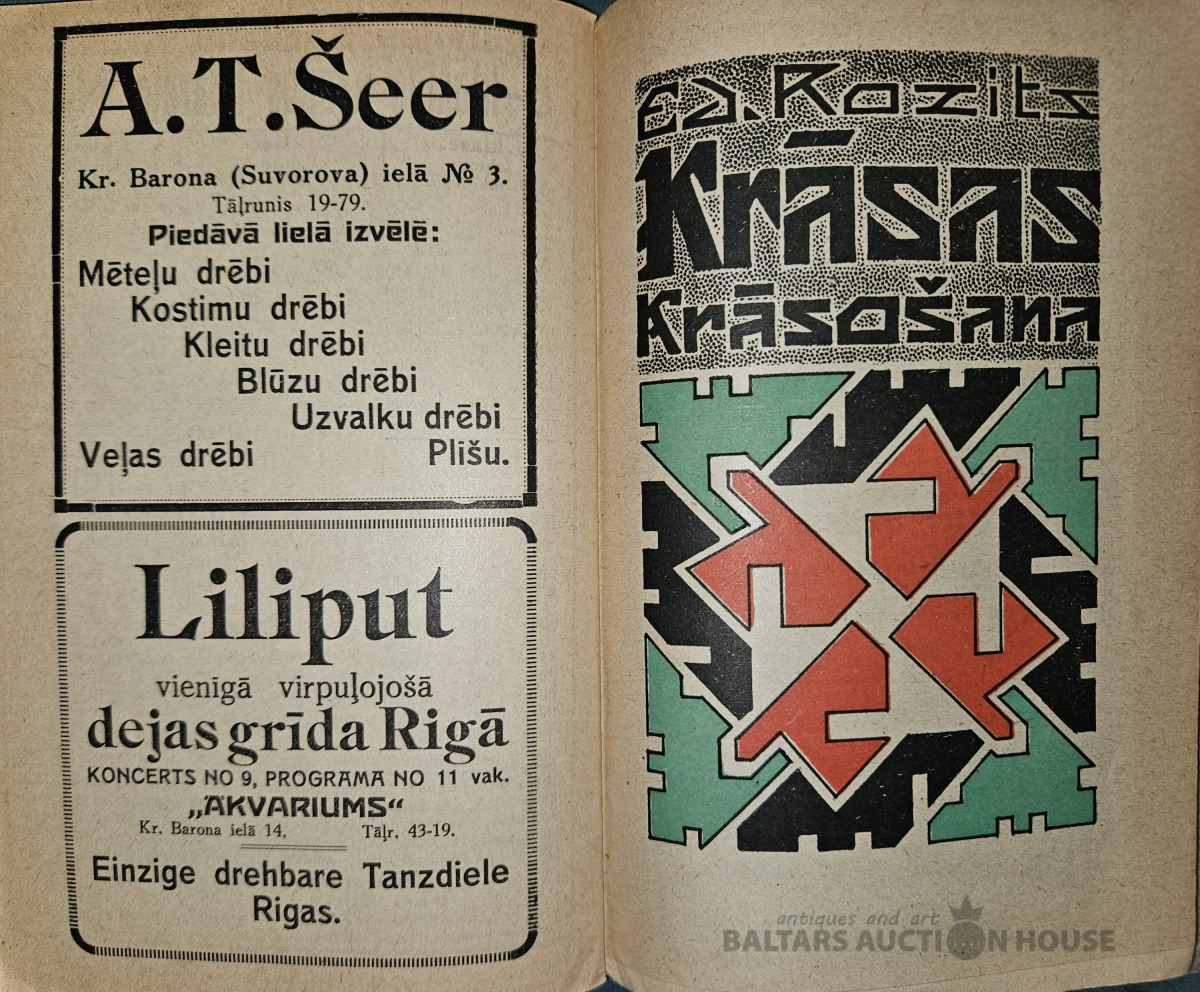 A.T.Šeer
Kr. Barona (Suvorova) ielā № 3.
Tāļrunis 19-79.
Piedāvā lielā izvēlē:
Mēteļu drēbi
Kostimu drēbi
Kleitu drēbi
Blūzu drēbi
Uzvalku drēbi
Veļas drēbi Plišu.
Liliput
vienīgā virpuļojošā
dejas grīda Rigā
KONCERTS NO 9, PROGRAMA NO 11 vak.
„AKVARIUMS“
Kr. Barona ielā 14, Tāļr. 43-19.
Einzige drehbare Tanzdiele
Rigas.
Ed. Rozits
Krāsas
Krāsošana
antiques and art
BALTARS AUCTION HOUSE